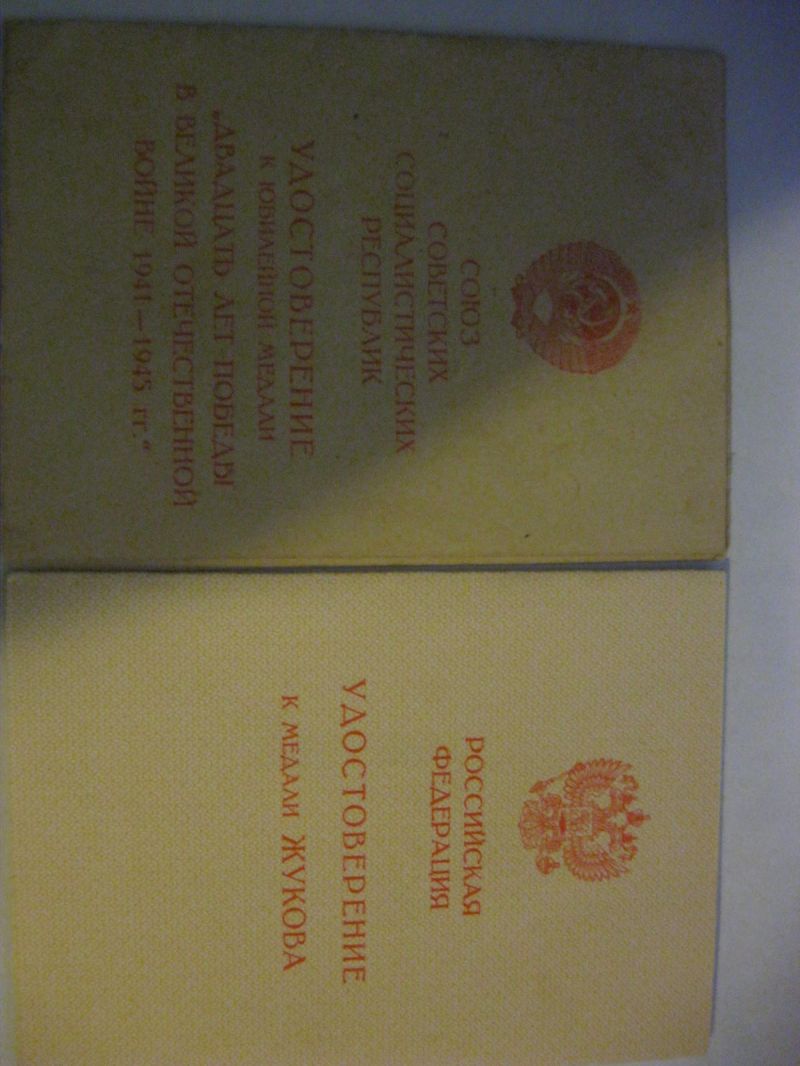 СОЮЗ
СОВЕТСКИХ
СОЦИАЛИСТИЧЕСКИХ
РЕСПУБЛИК
УДОСТОВЕРЕНИЕ
К ЮБИЛЕЙНОЙ МЕДАЛИ
„ДВАДЦАТЬ ЛЕТ ПОБЕДЫ
В ВЕЛИКОЙ ОТЕЧЕСТВЕННОЙ
ВОЙНЕ 1941—1945 гг.“
РОССИЙСКАЯ
ФЕДЕРАЦИЯ
УДОСТОВЕРЕНИЕ
К МЕДАЛИ ЖУКОВА